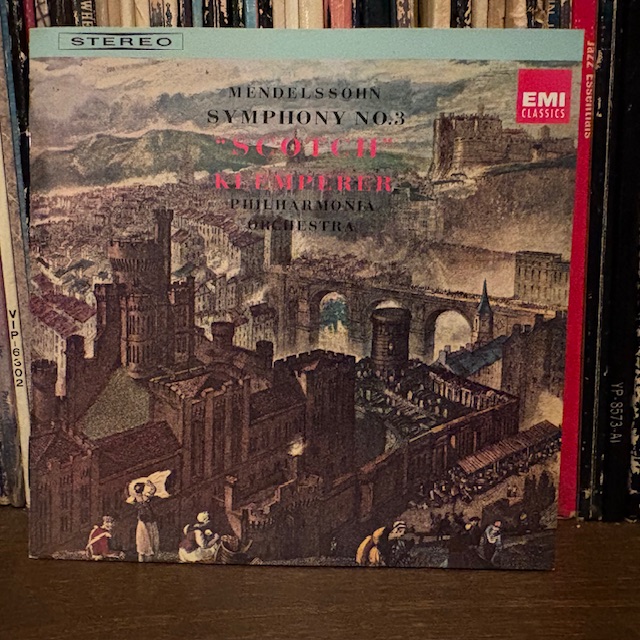 STEREO
MENDELSSOHN
SYMPHONY NO.3
"SCOTCH"
KLEMPERER
PHILHARMONIA
ORCHESTRA
EMI
CLASSICS
Jazz Essentials
VIP-6302
YP-8573-AI